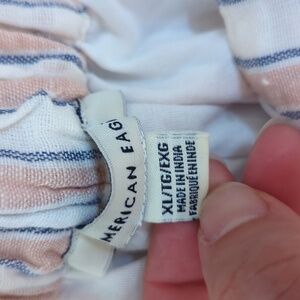 MERICAN EAG
XL/TG/EXG
MADE IN INDIA
FABRIQUÉ EN INDE